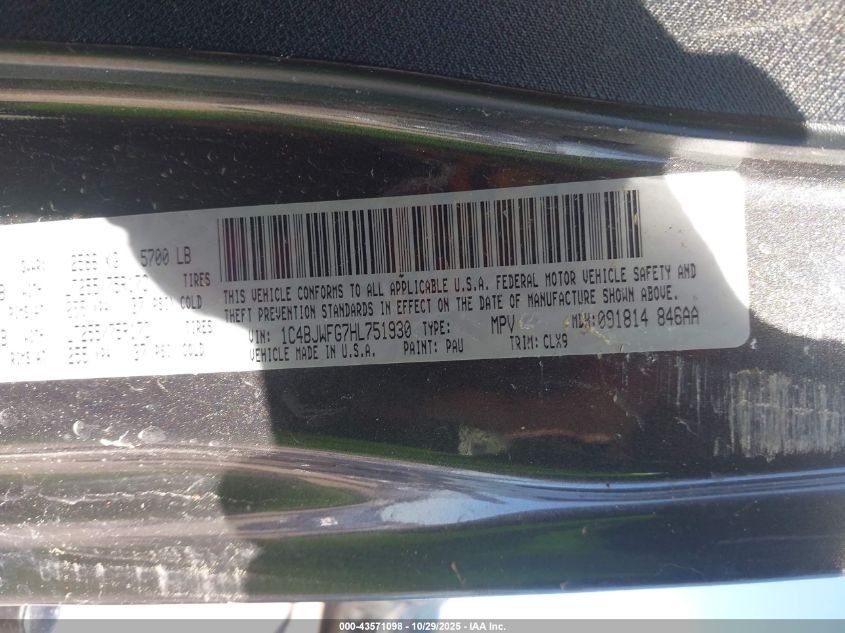 5700 LB
TIRES
COLD
TIRES
COLD
THIS VEHICLE CONFORMS TO ALL APPLICABLE U.S.A. FEDERAL MOTOR VEHICLE SAFETY AND
THEFT PREVENTION STANDARDS IN EFFECT ON THE DATE OF MANUFACTURE SHOWN ABOVE.
VIN: 1C4BJWFG7HL751930 TYPE: MPV MDH:091814 846AA
VEHICLE MADE IN U.S.A. PAINT: PAU TRIM: CLX9
000-43571098 - 10/29/2025 - IAA Inc.